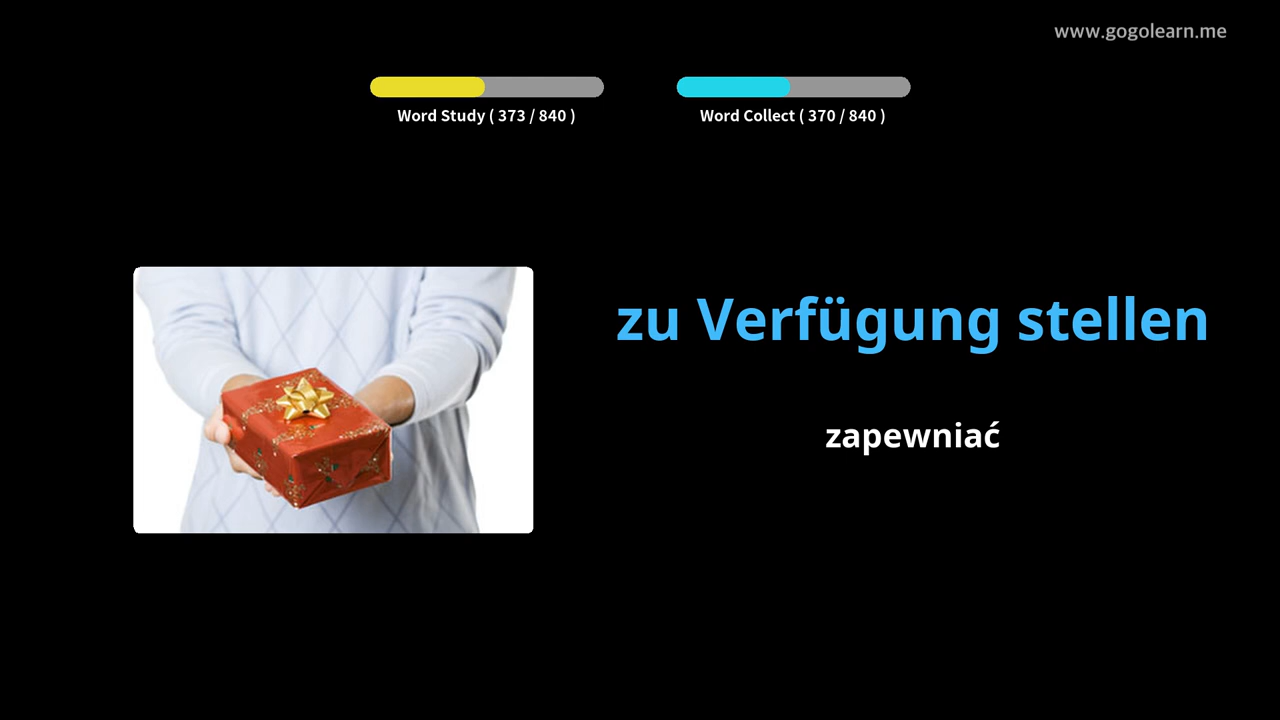 www.gogolearn.me
Word Study ( 373 / 840 )
Word Collect ( 370 / 840 )
zu Verfügung stellen
zapewniać